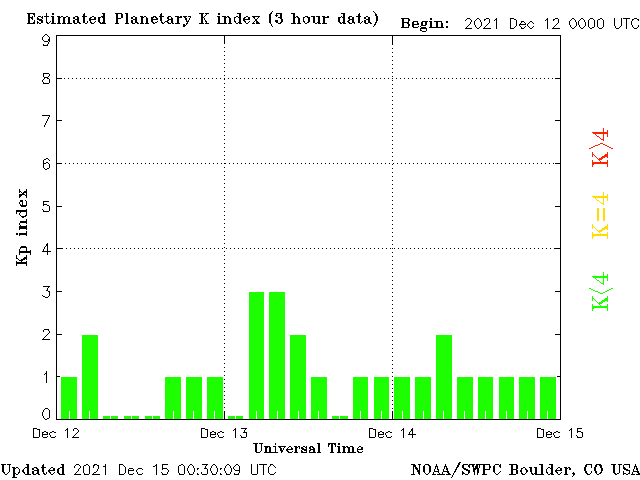 Estimated Planetary K index (3 hour data) Begin: 2021 Dec 12 0000 UTC
9
8
7
6
5
4
3
2
1
0
Kp index
K>4
K=4
K<4
Dec 12 Dec 13 Dec 14 Dec 15
Universal Time
Updated 2021 Dec 15 00:30:09 UTC NOAA/SWPC Boulder, CO USA